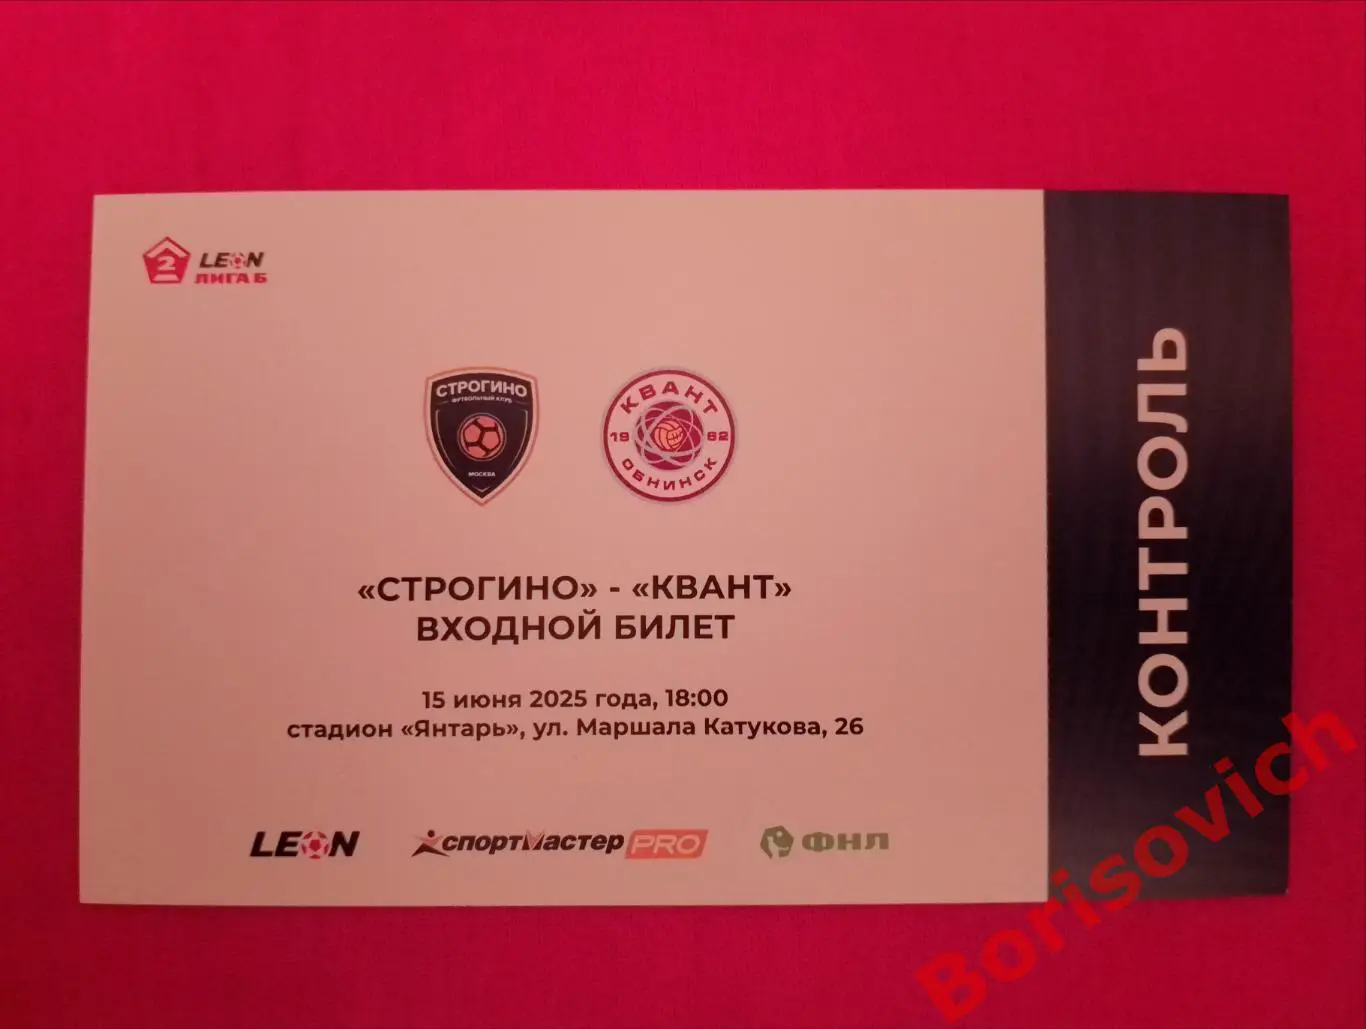 2 LEON
ЛИГА Б
СТРОГИНО
ФУТБОЛЬНЫЙ КЛУБ
МОСКВА
КВАНТ
19 62
ОБНИНСК
«СТРОГИНО» - «КВАНТ»
ВХОДНОЙ БИЛЕТ
15 июня 2025 года, 18:00
стадион «Янтарь», ул. Маршала Катукова, 26
LEON
СПОРТМАСТЕР PRO
ФНЛ
КОНТРОЛЬ
Borisovich